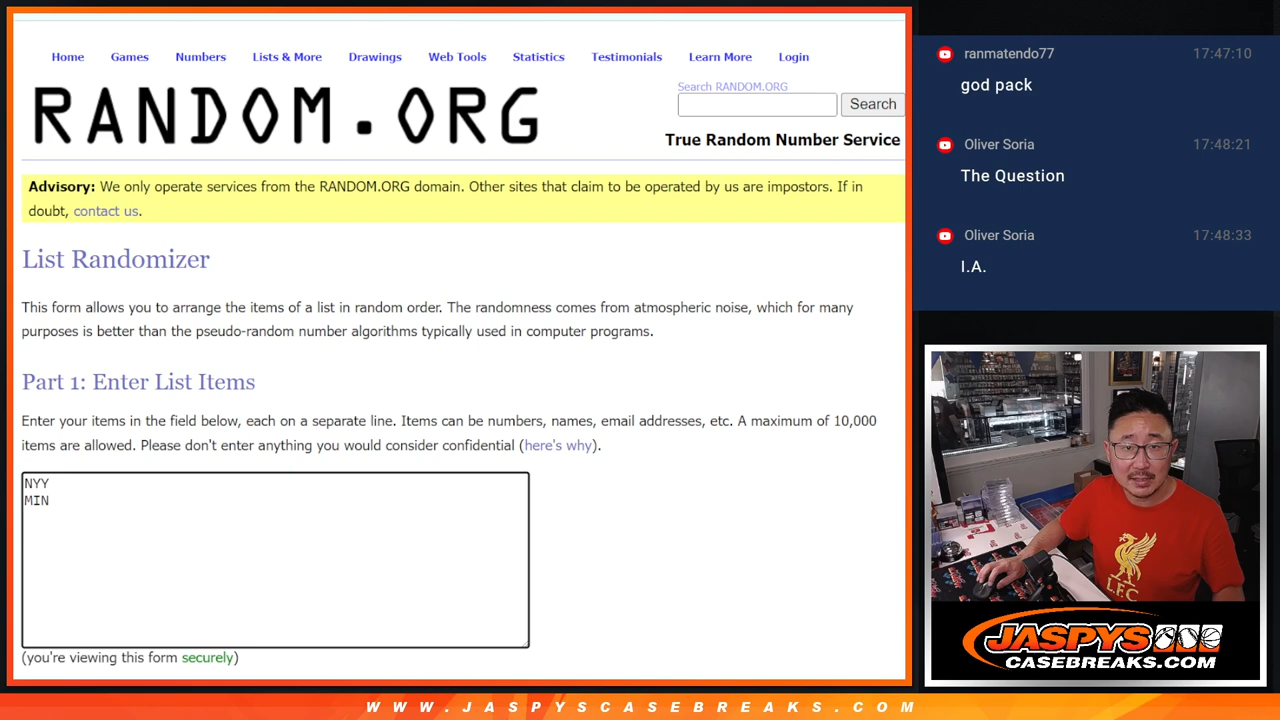 Home Games Numbers Lists & More Drawings Web Tools Statistics Testimonials Learn More Login
RANDOM.ORG
Search RANDOM.ORG
Search
True Random Number Service
Advisory: We only operate services from the RANDOM.ORG domain. Other sites that claim to be operated by us are impostors. If in
doubt, contact us.
List Randomizer
This form allows you to arrange the items of a list in random order. The randomness comes from atmospheric noise, which for many
purposes is better than the pseudo-random number algorithms typically used in computer programs.
Part 1: Enter List Items
Enter your items in the field below, each on a separate line. Items can be numbers, names, email addresses, etc. A maximum of 10,000
items are allowed. Please don't enter anything you would consider confidential (here's why).
NYY
MIN
(you're viewing this form securely)
ranmatendo77 17:47:10
god pack
Oliver Soria 17:48:21
The Question
Oliver Soria 17:48:33
I.A.
L.F.C
JASPYS
CASEBREAKS.COM
WWW.JASPYSCASEBREAKS.COM